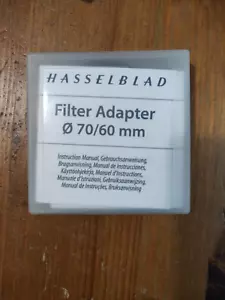 HASSELBLAD
Filter Adapter
Ø 70/60 mm
Instruction Manual, Gebrauchsanweisung,
Bruksanvisning, Manual de instrucciones,
Käyttöohjekirja, Manuel d'instructions,
Manuale d'istruzioni, Gebruiksaanwijzing,
Manual de instruções, Bruksanvisning